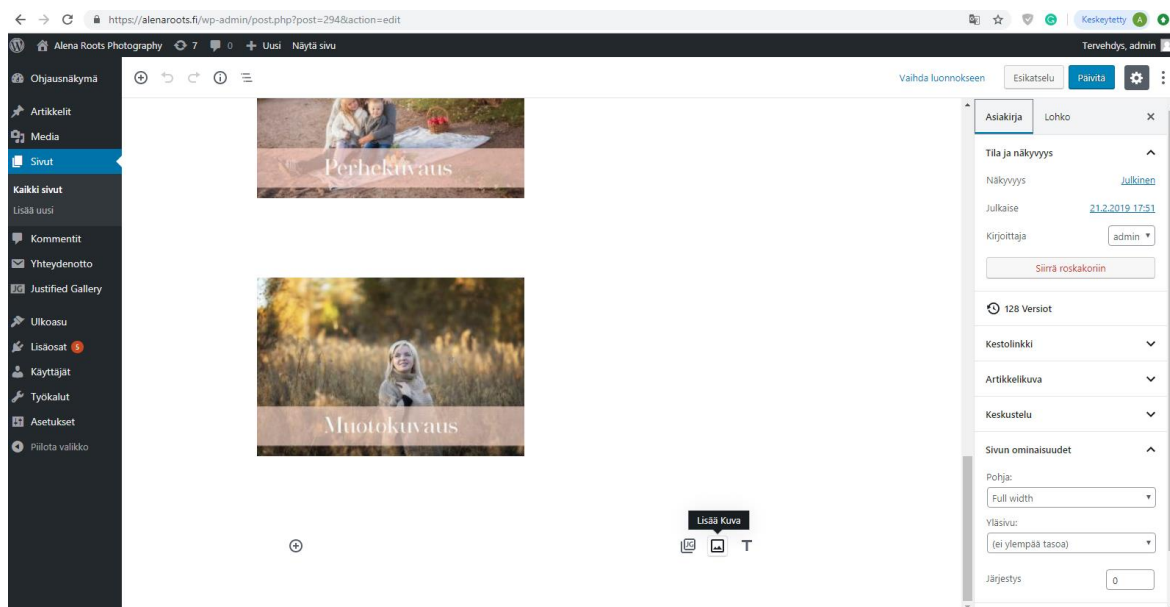 https://alenaroots.fi/wp-admin/post.php?post=294&action=edit
Keskeytetty A
Alena Roots Photography 7 0 + Uusi Näytä sivu Tervehdys, admin
Ohjausnäkymä
Artikkelit
Media
Sivut
Kaikki sivut
Lisää uusi
Kommentit
Yhteydenotto
JG Justified Gallery
Ulkoasu
Lisäosat 5
Käyttäjät
Työkalut
Asetukset
Piilota valikko
Vaihda luonnokseen Esikatselu Päivitä
Perhekuvaus
Muotokuvaus
Lisää Kuva
JG T
Asiakirja Lohko
Tila ja näkyvyys
Näkyvyys Julkinen
Julkaise 21.2.2019 17:51
Kirjoittaja admin
Siirrä roskakoriin
128 Versiot
Kestolinkki
Artikkelikuva
Keskustelu
Sivun ominaisuudet
Pohja:
Full width
Yläsivu:
(ei ylempää tasoa)
Järjestys 0